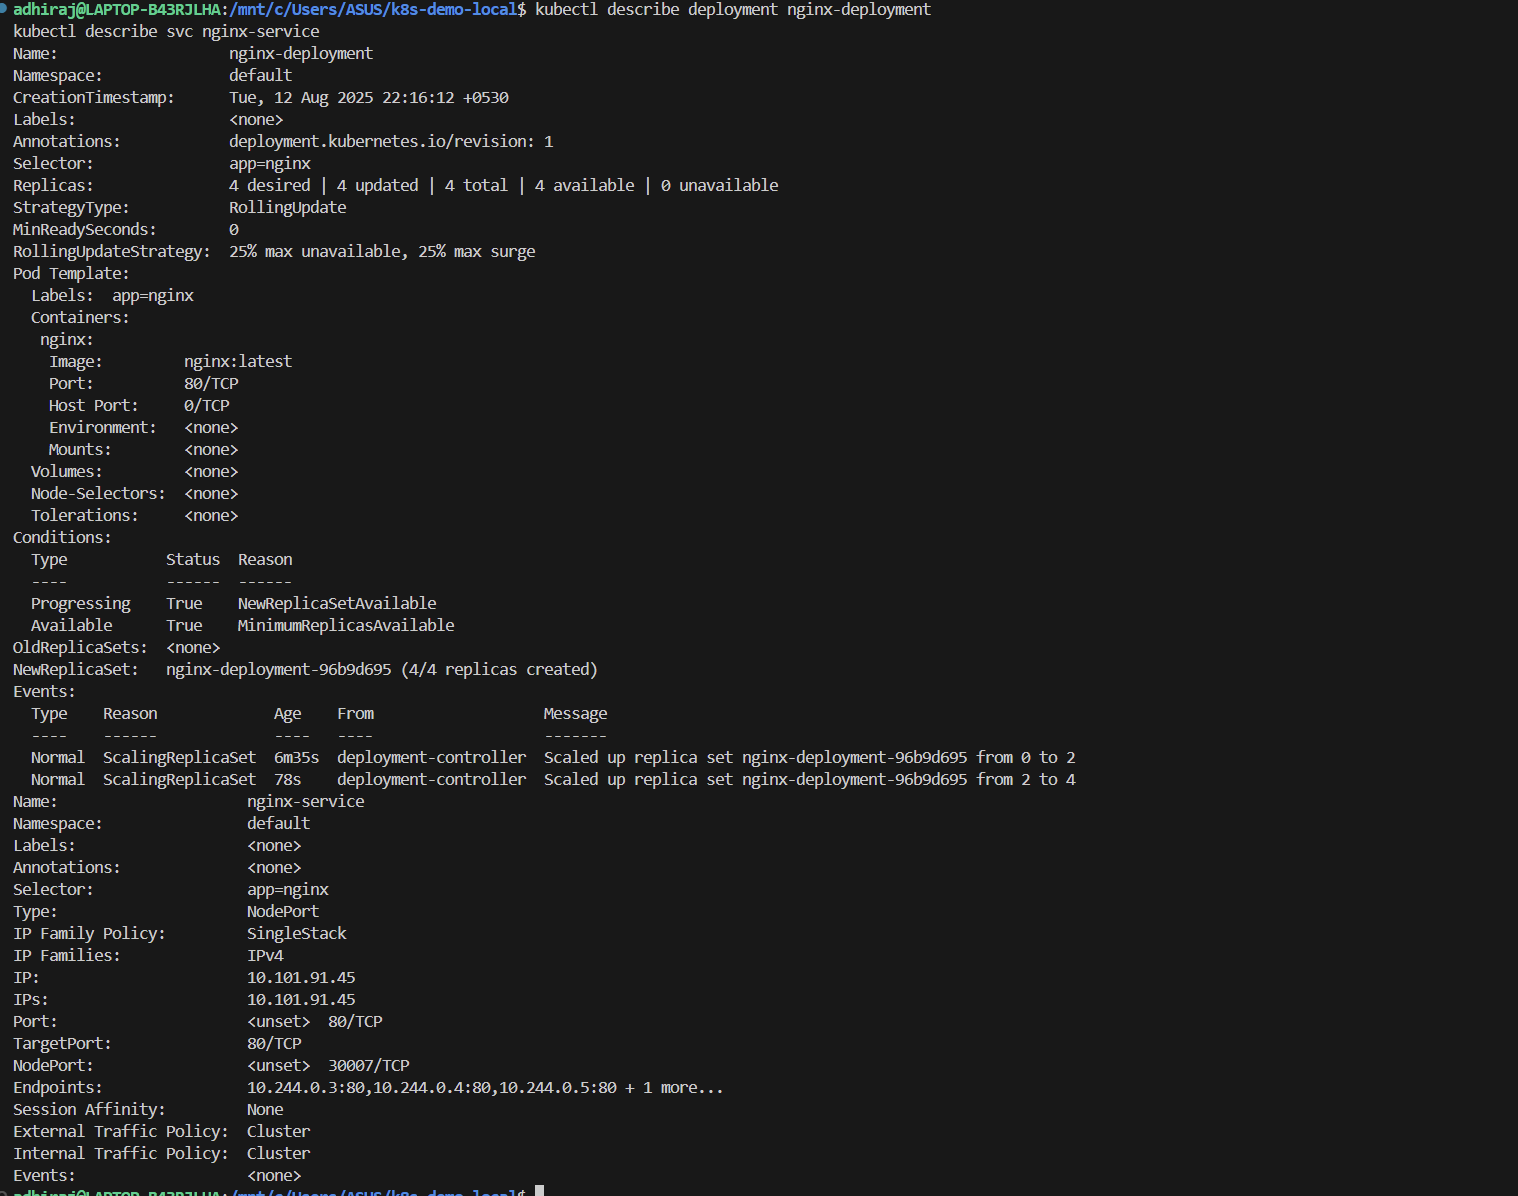 adhiraj@LAPTOP-B43RJLHA:/mnt/c/Users/ASUS/k8s-demo-local$ kubectl describe deployment nginx-deployment
kubectl describe svc nginx-service
Name:                   nginx-deployment
Namespace:              default
CreationTimestamp:      Tue, 12 Aug 2025 22:16:12 +0530
Labels:                 <none>
Annotations:            deployment.kubernetes.io/revision: 1
Selector:               app=nginx
Replicas:               4 desired | 4 updated | 4 total | 4 available | 0 unavailable
StrategyType:           RollingUpdate
MinReadySeconds:        0
RollingUpdateStrategy:  25% max unavailable, 25% max surge
Pod Template:
  Labels:  app=nginx
  Containers:
   nginx:
    Image:         nginx:latest
    Port:          80/TCP
    Host Port:     0/TCP
    Environment:   <none>
    Mounts:        <none>
  Volumes:         <none>
  Node-Selectors:  <none>
  Tolerations:     <none>
Conditions:
  Type           Status  Reason
  ----           ------  ------
  Progressing    True    NewReplicaSetAvailable
  Available      True    MinimumReplicasAvailable
OldReplicaSets:  <none>
NewReplicaSet:   nginx-deployment-96b9d695 (4/4 replicas created)
Events:
  Type    Reason             Age    From                   Message
  ----    ------             ----   ----                   -------
  Normal  ScalingReplicaSet  6m35s  deployment-controller  Scaled up replica set nginx-deployment-96b9d695 from 0 to 2
  Normal  ScalingReplicaSet  78s    deployment-controller  Scaled up replica set nginx-deployment-96b9d695 from 2 to 4
Name:                     nginx-service
Namespace:                default
Labels:                   <none>
Annotations:              <none>
Selector:                 app=nginx
Type:                     NodePort
IP Family Policy:         SingleStack
IP Families:              IPv4
IP:                       10.101.91.45
IPs:                      10.101.91.45
Port:                     <unset>  80/TCP
TargetPort:               80/TCP
NodePort:                 <unset>  30007/TCP
Endpoints:                10.244.0.3:80,10.244.0.4:80,10.244.0.5:80 + 1 more...
Session Affinity:         None
External Traffic Policy:  Cluster
Internal Traffic Policy:  Cluster
Events:                   <none>
adhiraj@LAPTOP-B43RJLHA:/mnt/c/Users/ASUS/k8s-demo-local$